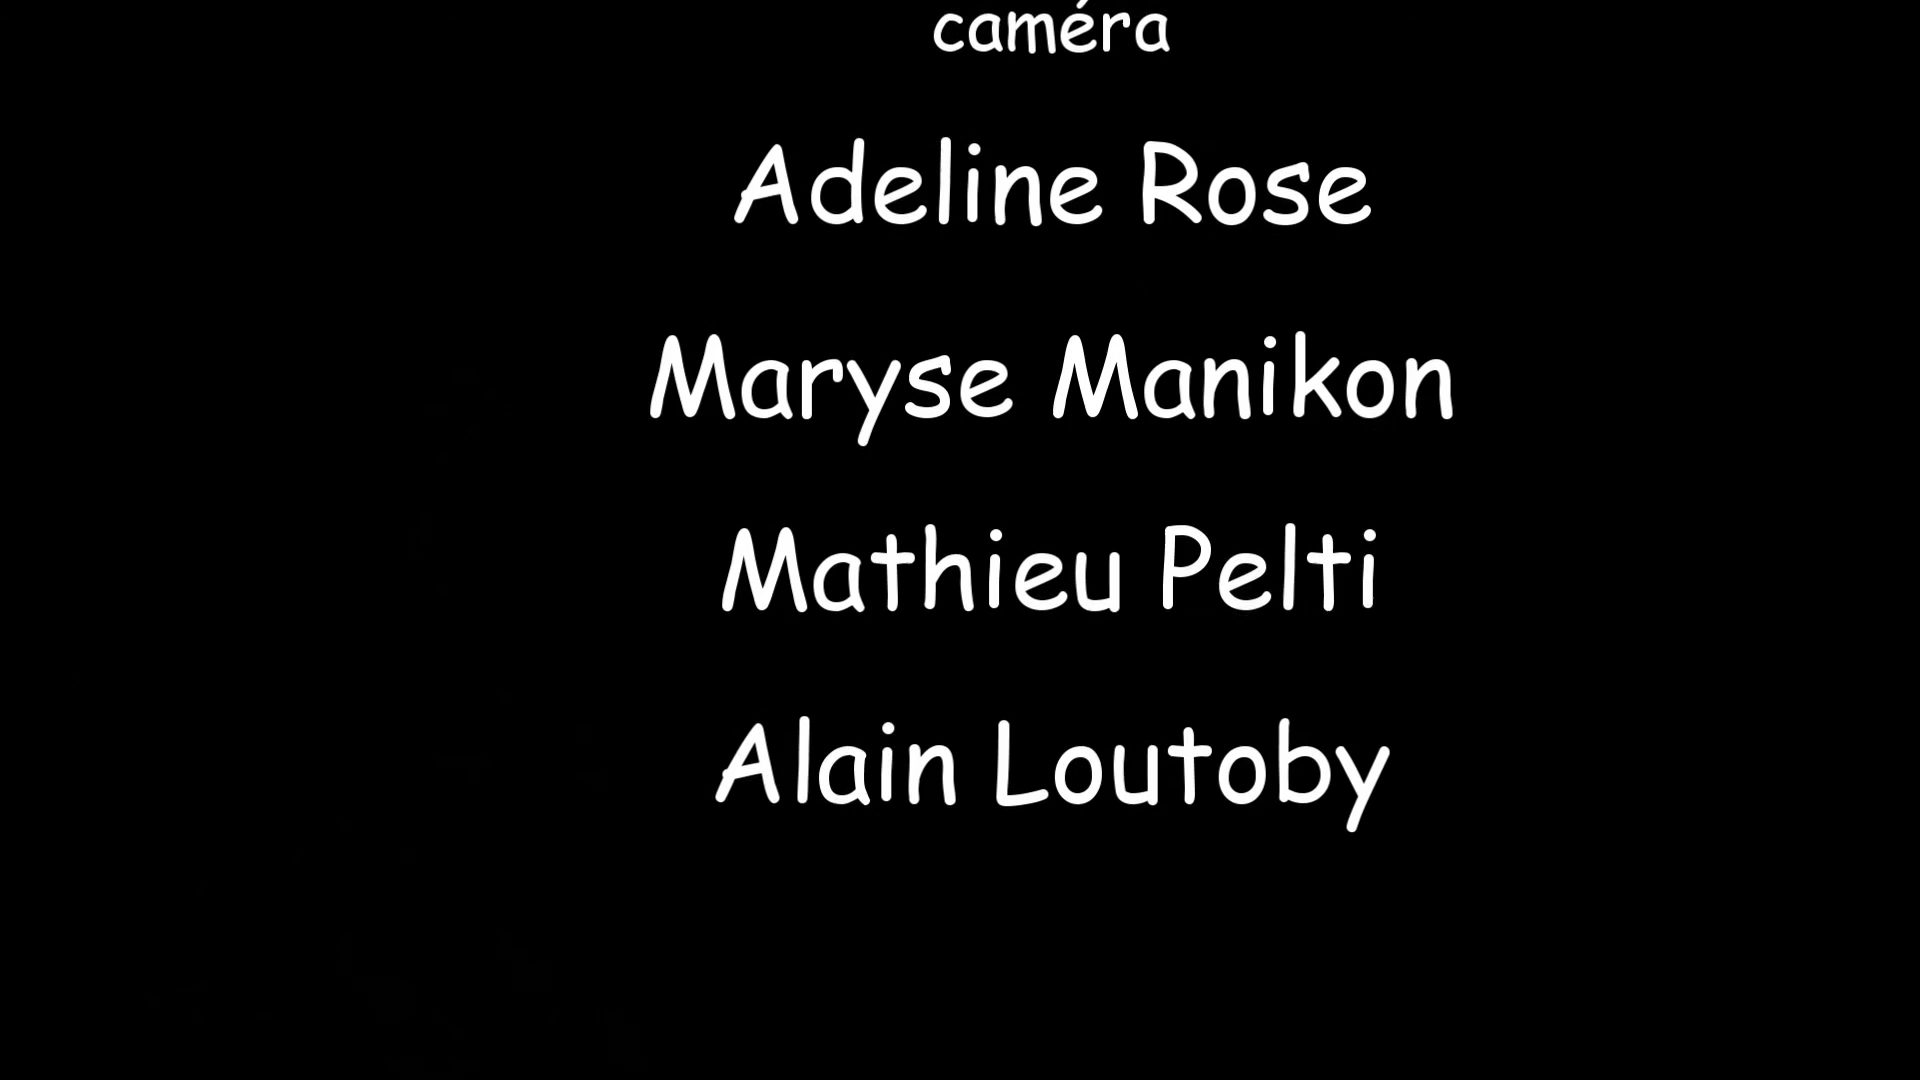 caméra
Adeline Rose
Maryse Manikon
Mathieu Pelti
Alain Loutoby